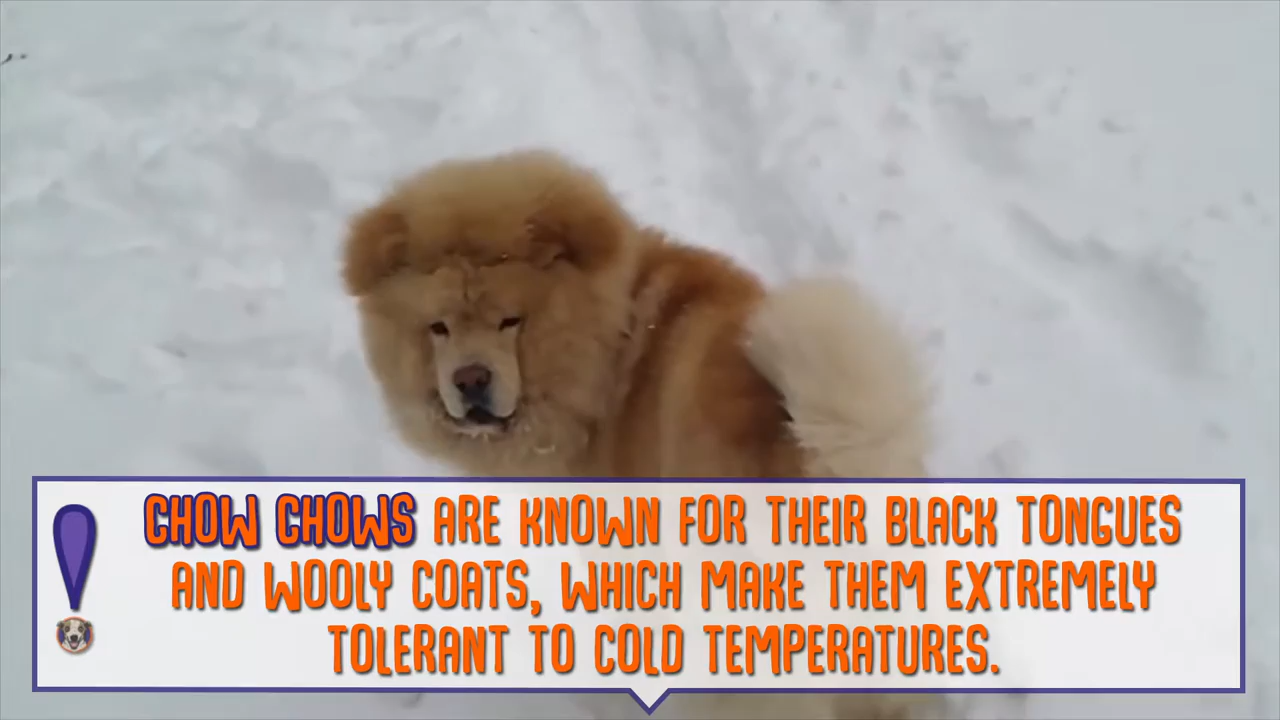 CHOW CHOWS ARE KNOWN FOR THEIR BLACK TONGUES
AND WOOLY COATS, WHICH MAKE THEM EXTREMELY
TOLERANT TO COLD TEMPERATURES.